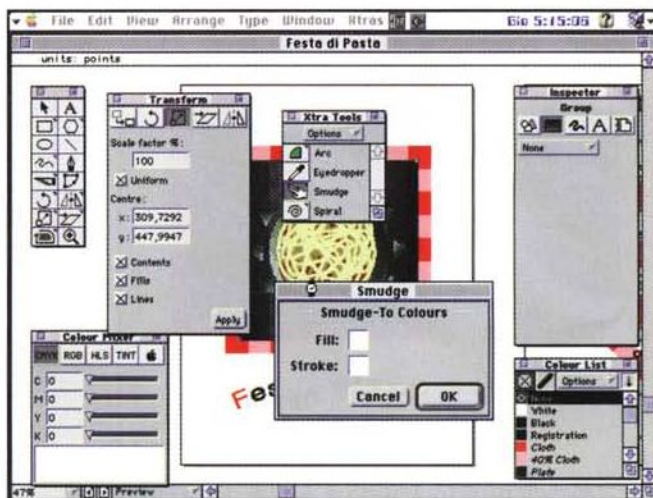 File Edit View Arrange Type Window Xtras Gio 5:15:06
Festa di Pasta
units: points
Transform
Scale factor %:
100
Uniform
Centre:
x: 309,7292
y: 447,9947
Contents
Fills
Lines
Apply
Xtra Tools
Options
Arc
Eyedropper
Smudge
Spiral
Inspector
Group
None
Smudge
Smudge-To Colours
Fill:
Stroke:
Cancel OK
Fes
Colour Mixer
CMYK RGB HLS TINT
C 0
M 0
Y 0
K 0
Colour List
Options
None
White
Black
Registration
Cloth
40% Cloth
Plate
47% Preview